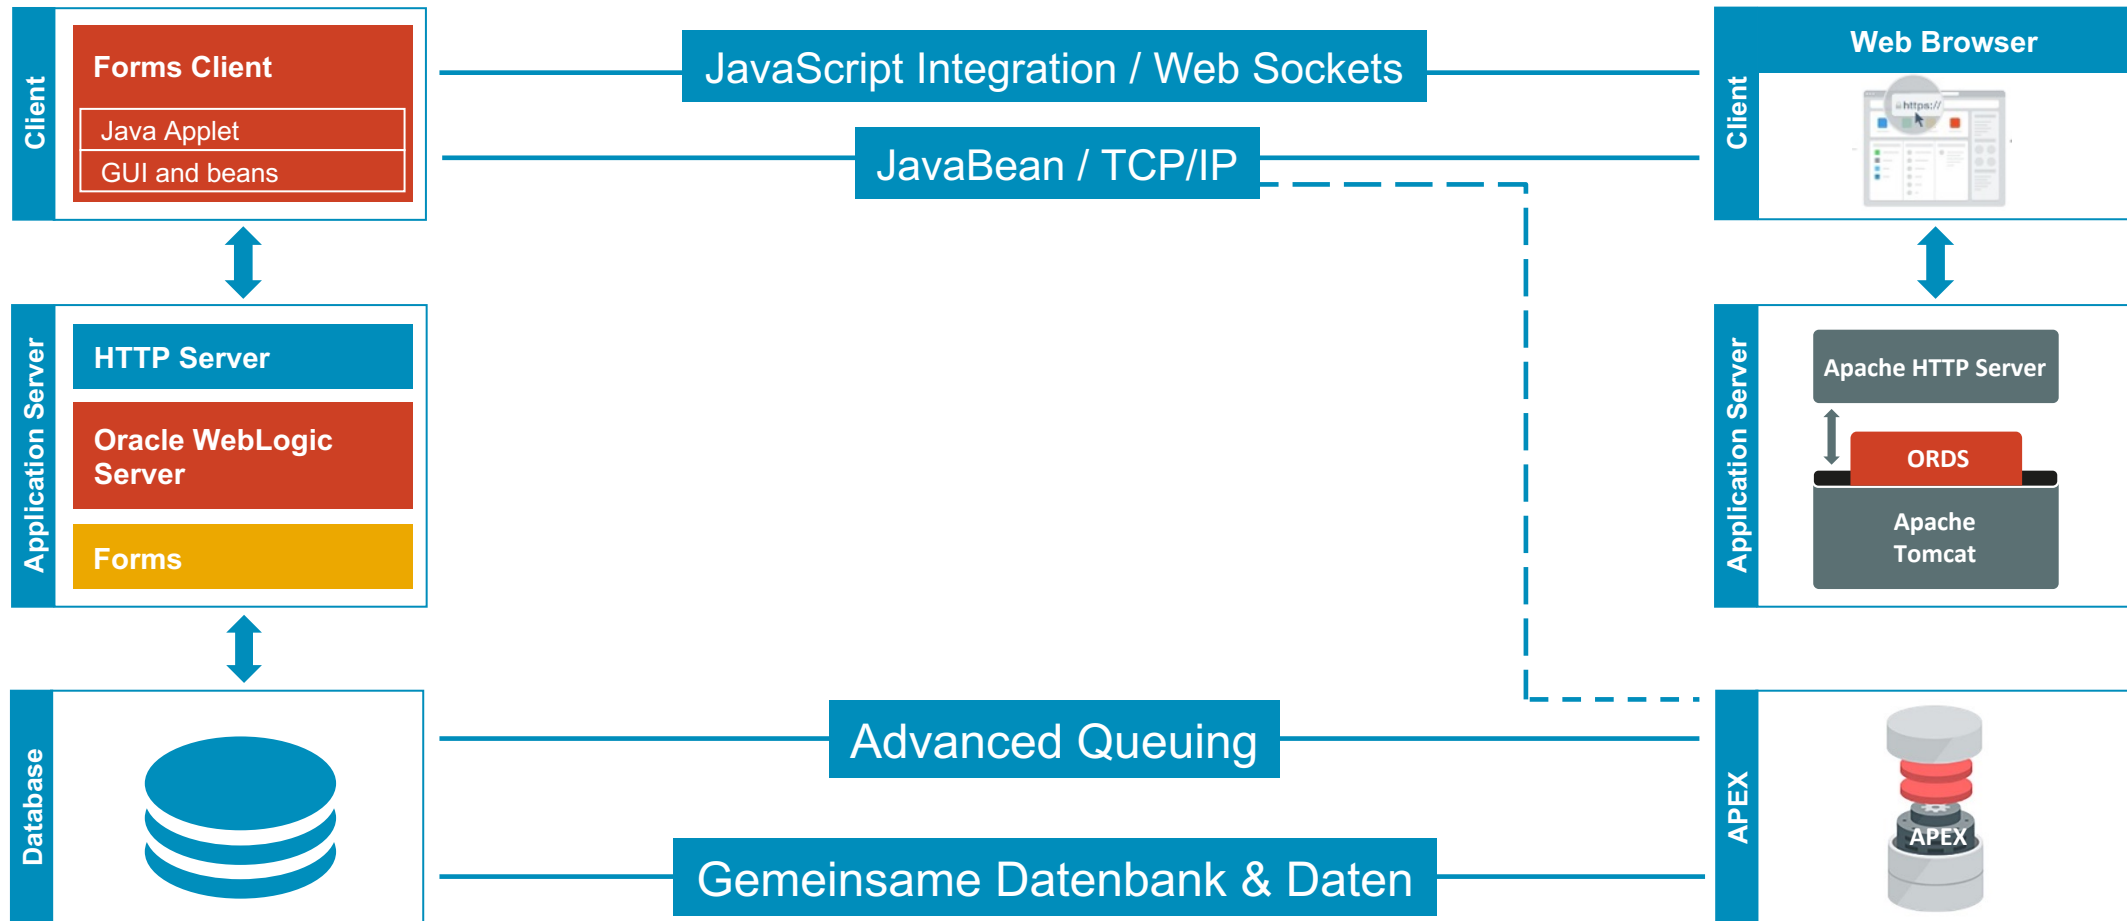 Client
Forms Client
Java Applet
GUI and beans
JavaScript Integration / Web Sockets
JavaBean / TCP/IP
Client
Web Browser
https://
Application Server
HTTP Server
Oracle WebLogic
Server
Forms
Application Server
Apache HTTP Server
ORDS
Apache
Tomcat
Database
Advanced Queuing
Gemeinsame Datenbank & Daten
APEX
APEX